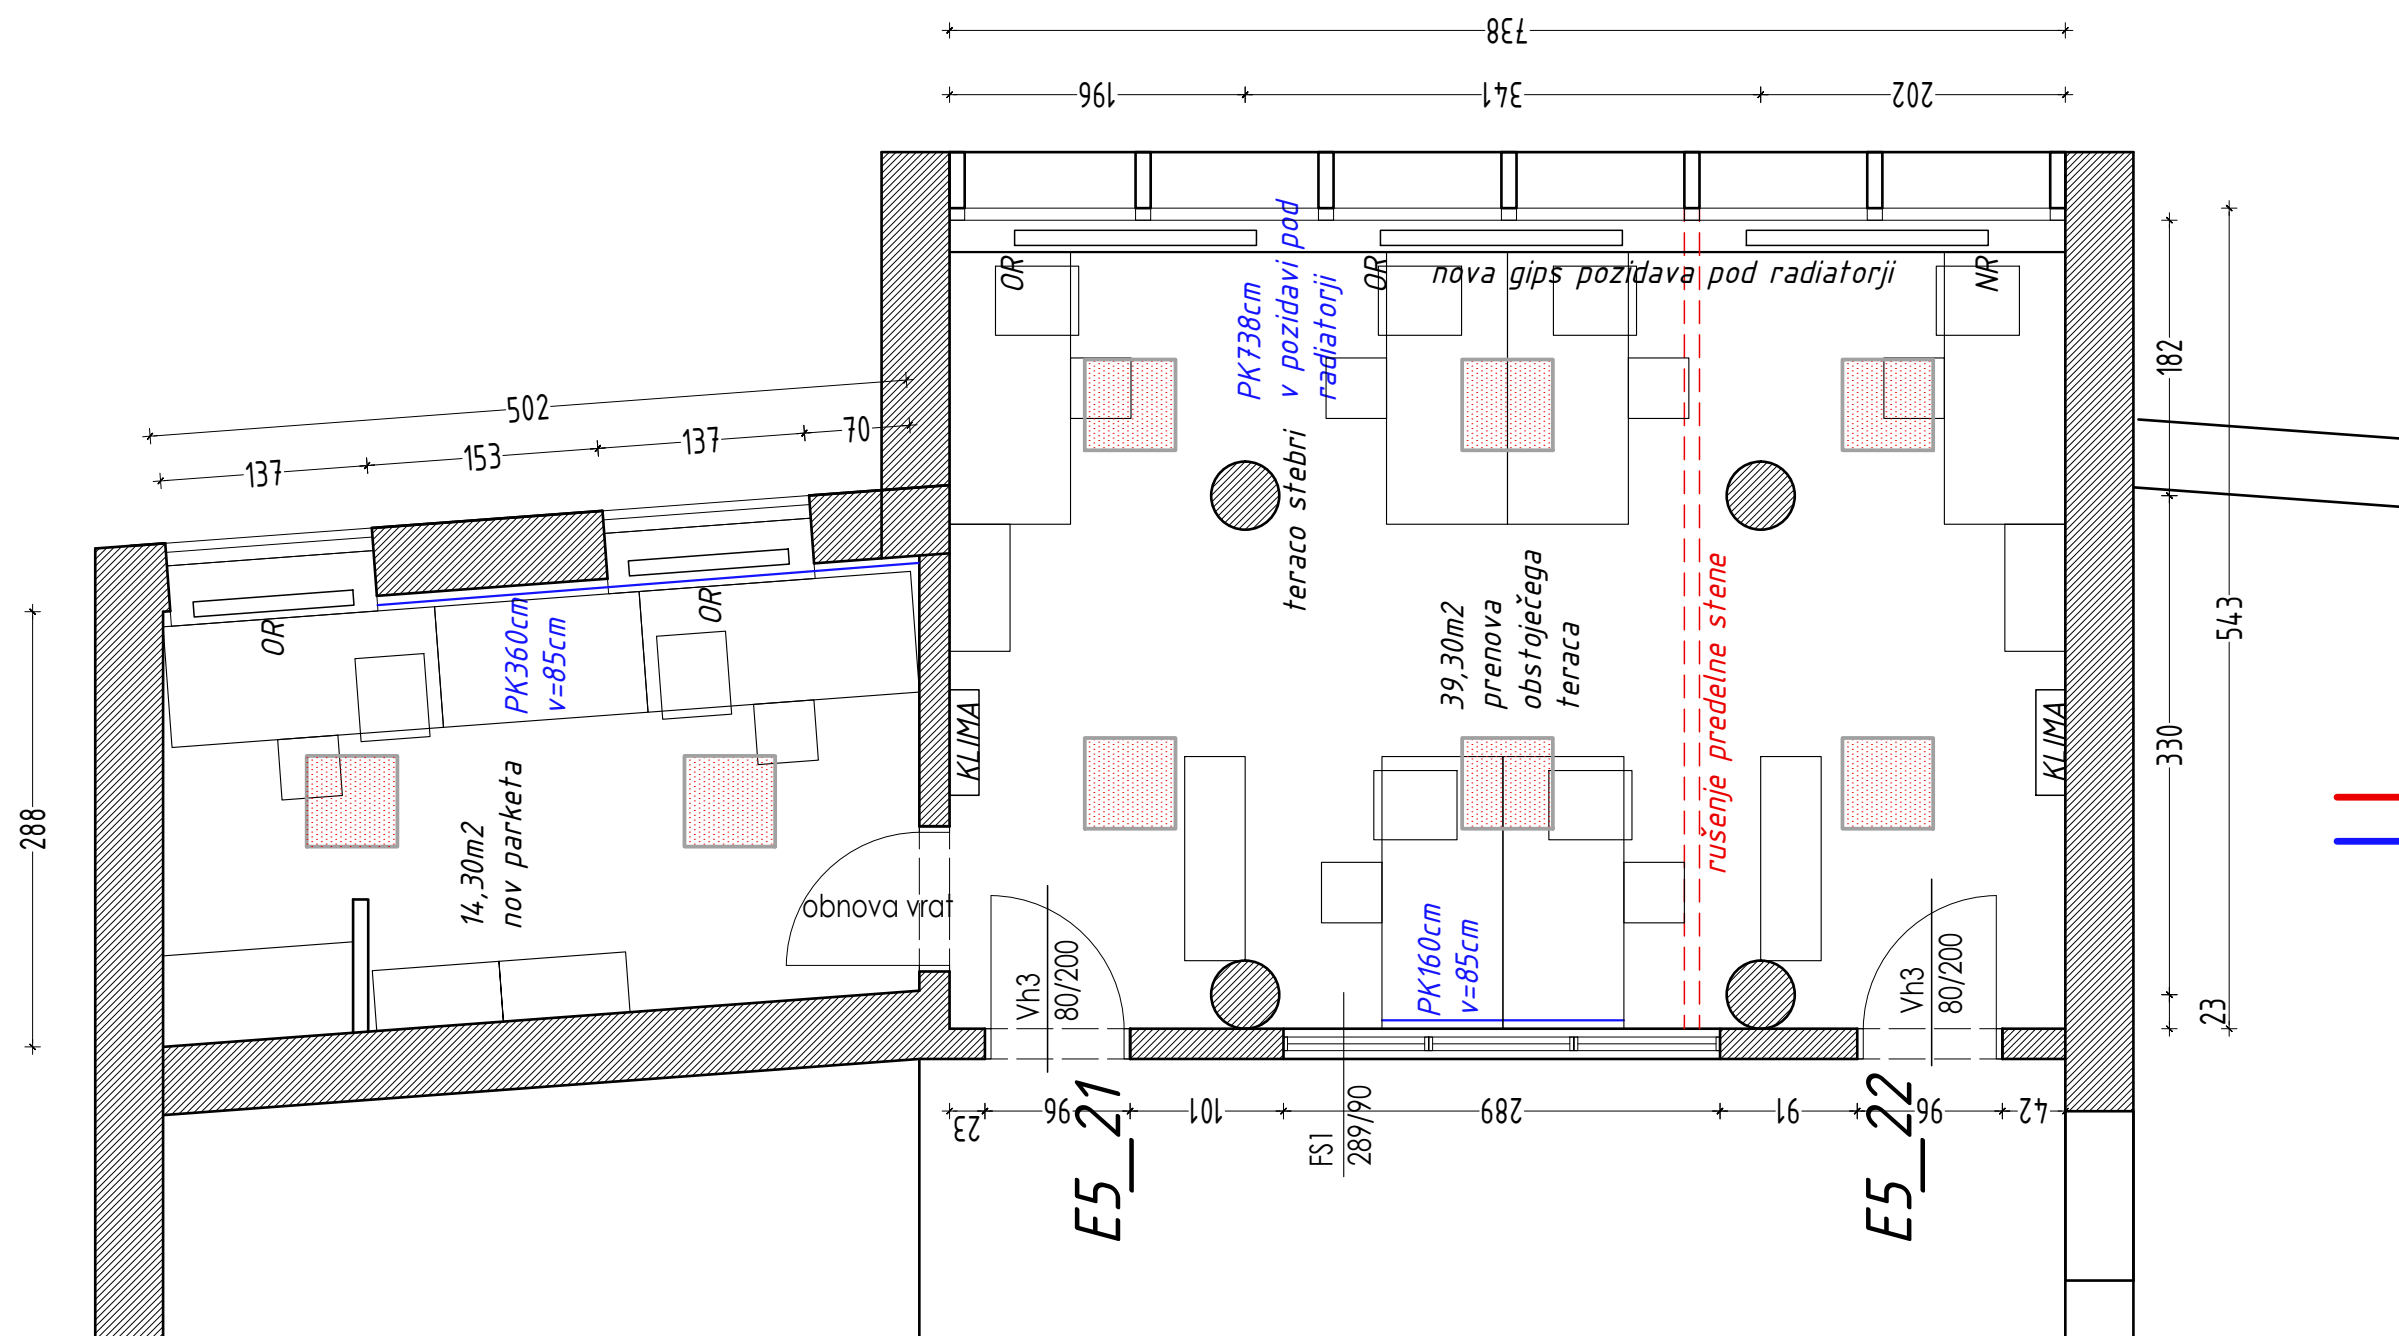 738
196
341
202
502
137
153
137
70
288
OR
OR
PK360cm
v=85cm
14,30m2
nov parketa
obnova vrat
OR
OR
NR
nova gips pozidava pod radiatorji
PK738cm
v pozidavi pod
radiatorji
teraco stebri
39,30m2
prenova
obstoječega
teraca
rušenje predelne stene
KLIMA
KLIMA
PK160cm
v=85cm
Vh3
80/200
Vh3
80/200
182
330
23
543
23
96
101
289
91
96
42
FS1
289/90
E5_21
E5_22